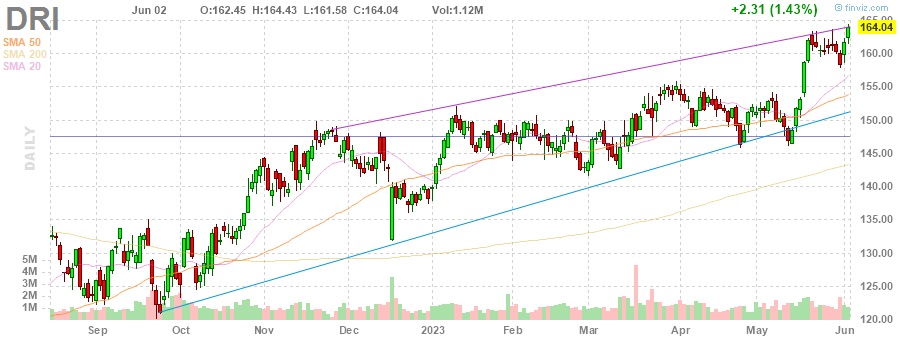 DRI Jun 02 O:162.45 H:164.43 L:161.58 C:164.04 Vol:1.12M +2.31 (1.43%) finviz.com
SMA 50
SMA 200
SMA 20
DAILY
165.00
164.04
160.00
155.00
150.00
145.00
140.00
135.00
130.00
125.00
120.00
5M
4M
3M
2M
1M
Sep Oct Nov Dec 2023 Feb Mar Apr May Jun